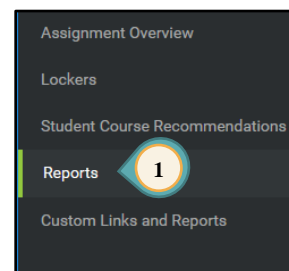 Assignment Overview
Lockers
Student Course Recommendations
Reports 1
Custom Links and Reports